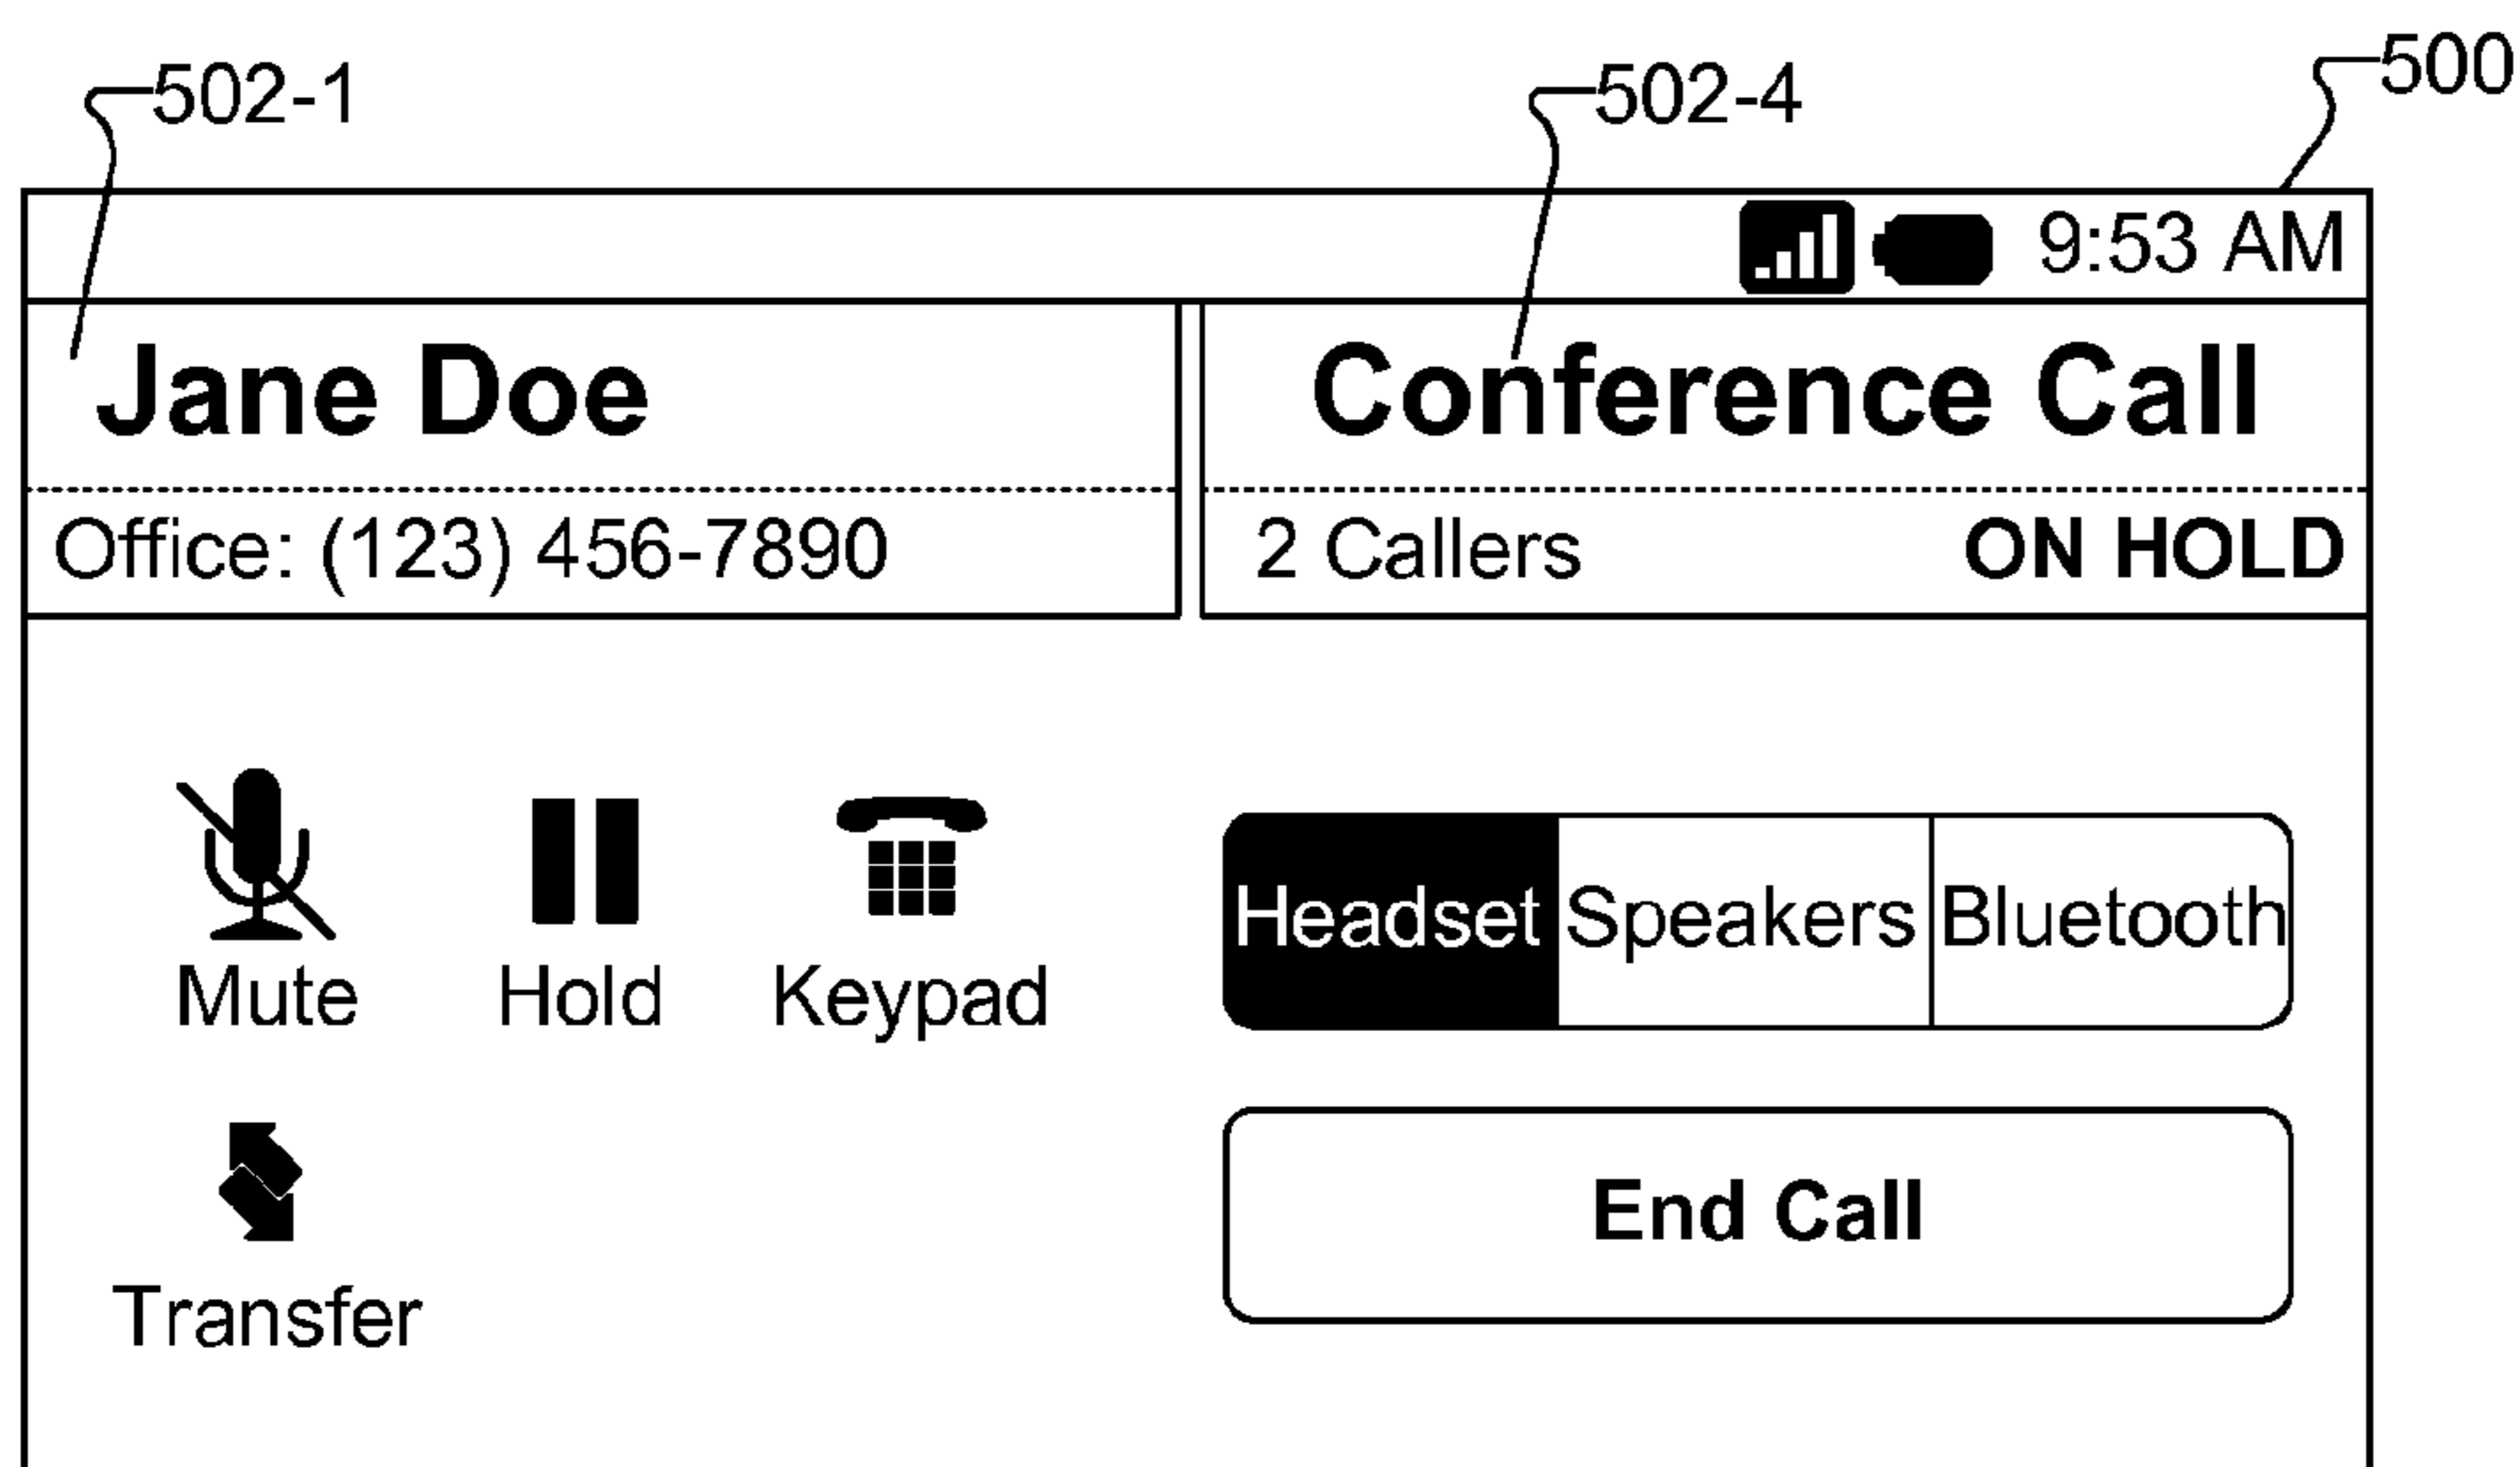 502-1 502-4 500
9:53 AM
Jane Doe Conference Call
Office: (123) 456-7890 2 Callers ON HOLD
Headset Speakers Bluetooth
Mute Hold Keypad
End Call
Transfer